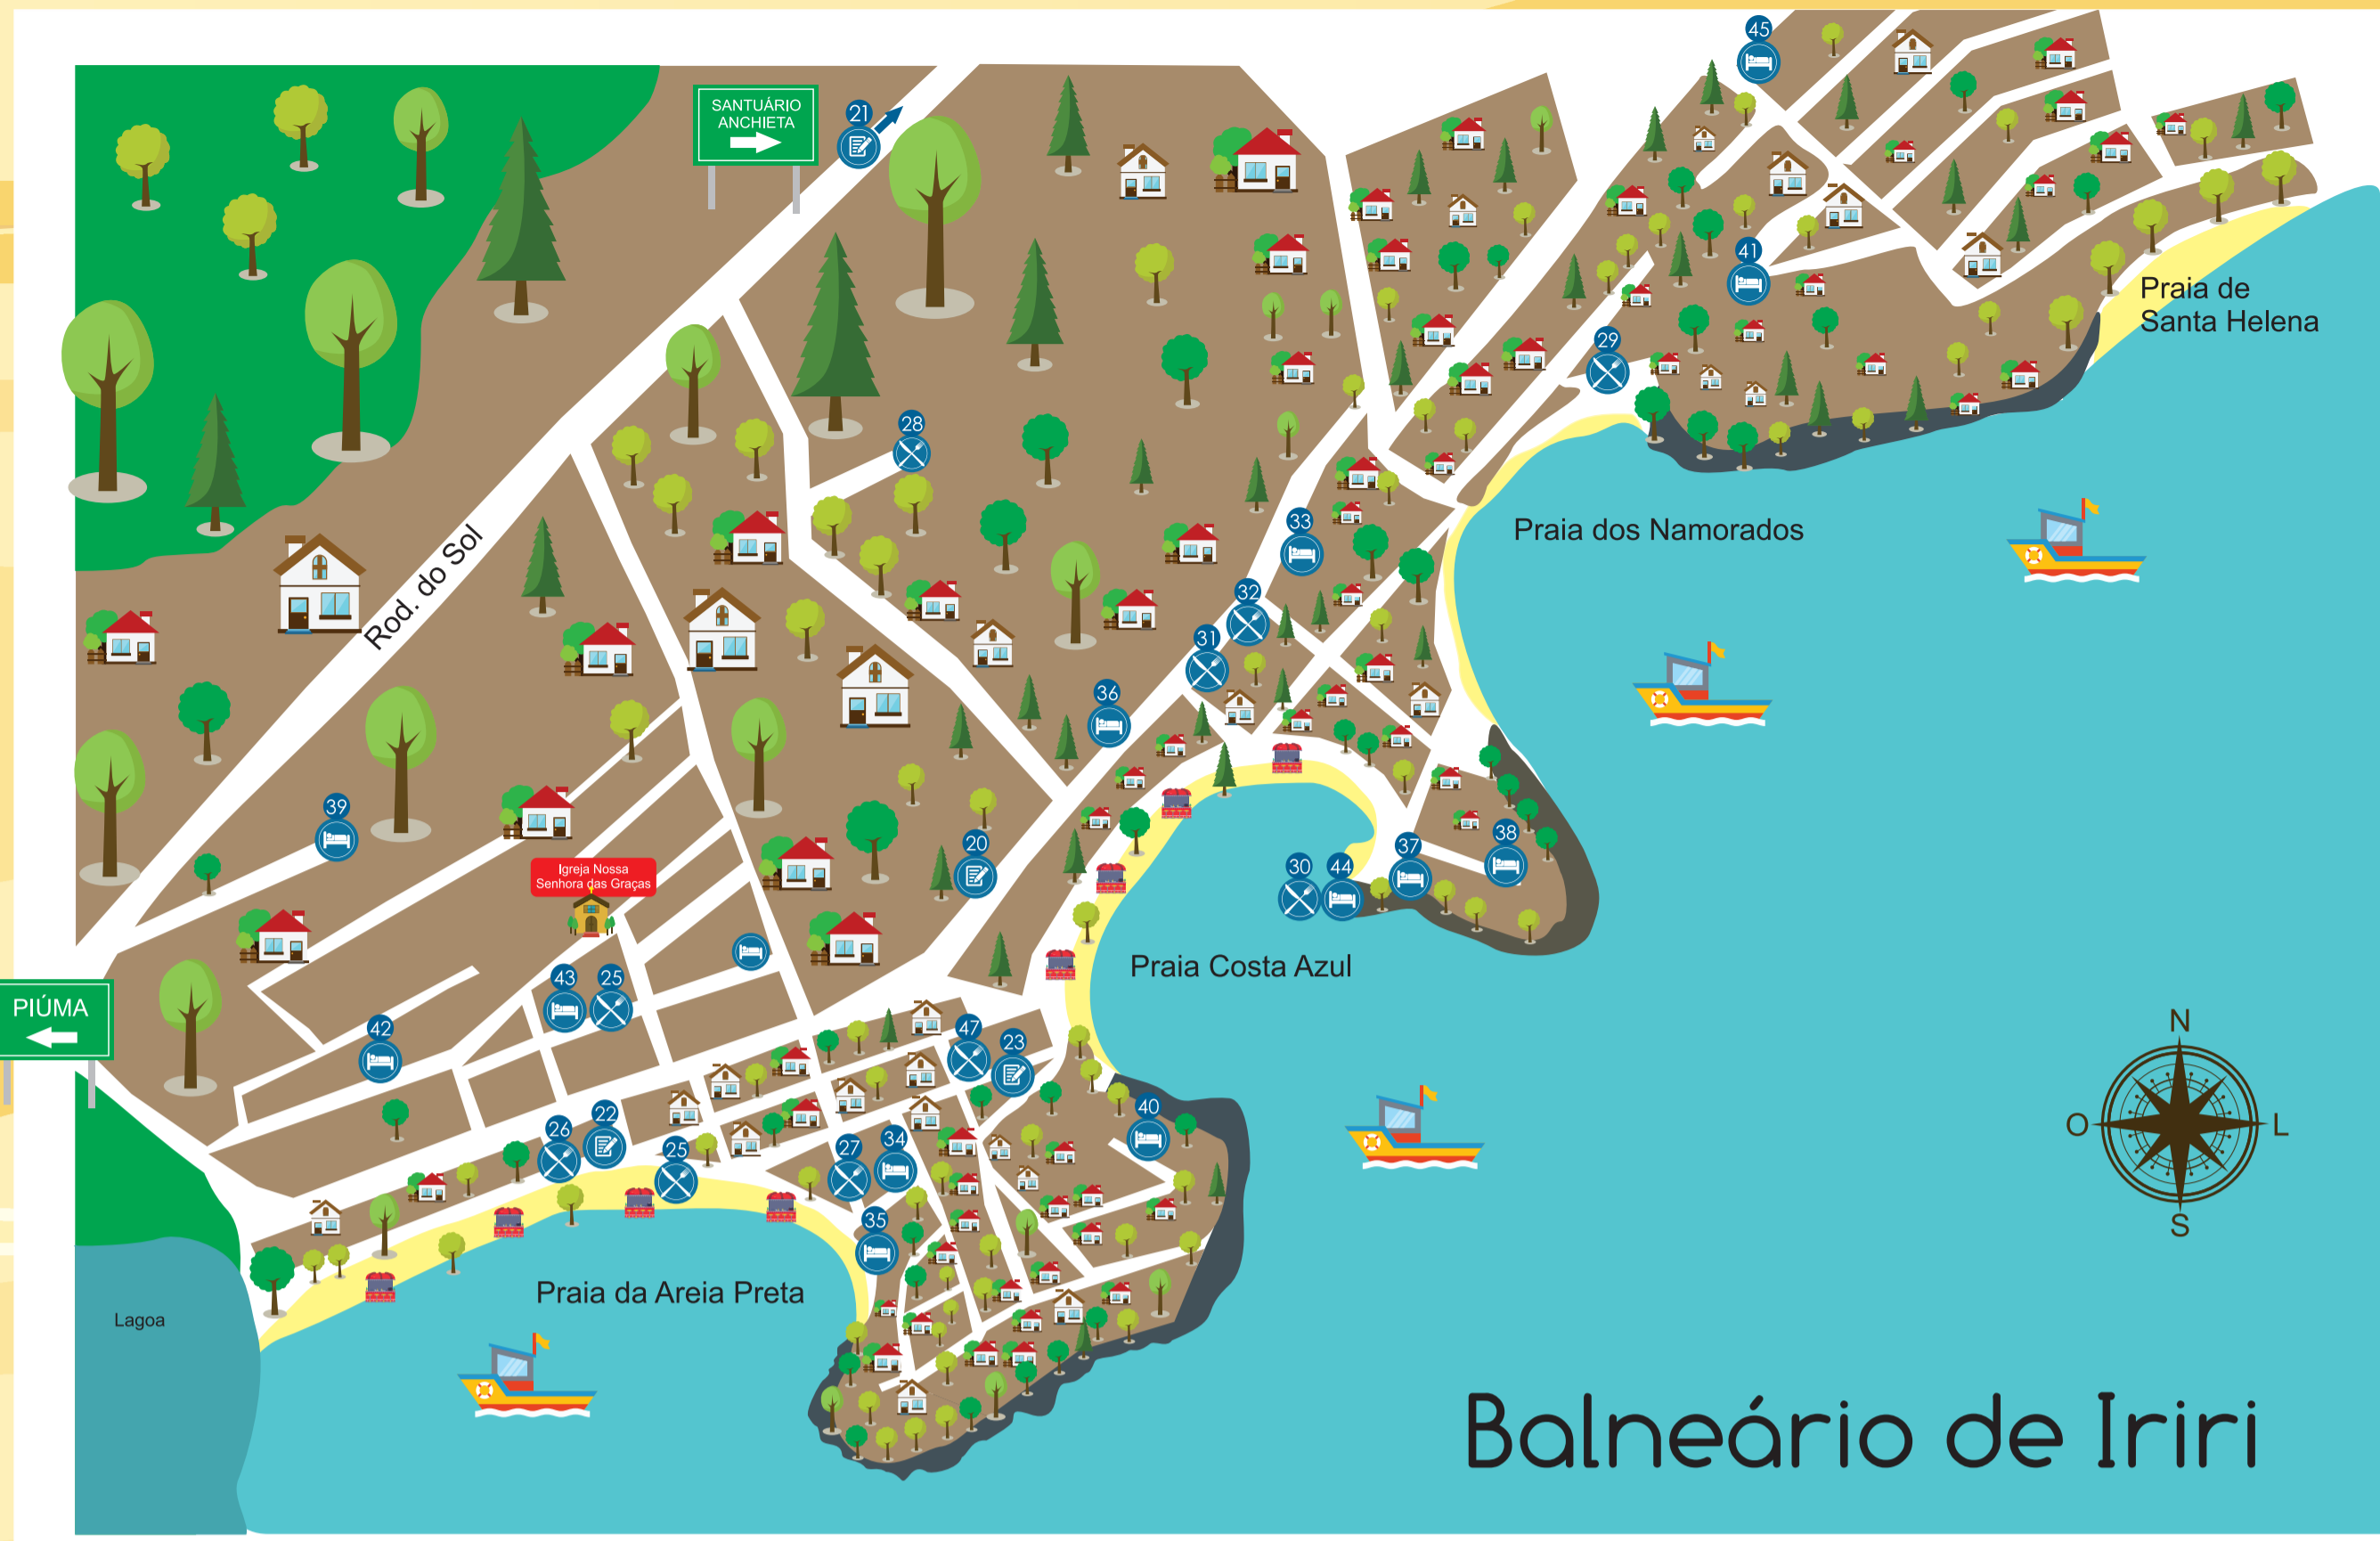 45
SANTUÁRIO
ANCHIETA
21
41
Praia de
Santa Helena
29
28
Rod. do Sol
33
Praia dos Namorados
32
31
36
39
20
37
38
30
44
Igreja Nossa
Senhora das Graças
Praia Costa Azul
43
25
PIÚMA
42
47
23
N
O
L
S
40
26
22
25
27
34
35
Praia da Areia Preta
Lagoa
Balneário de Iriri